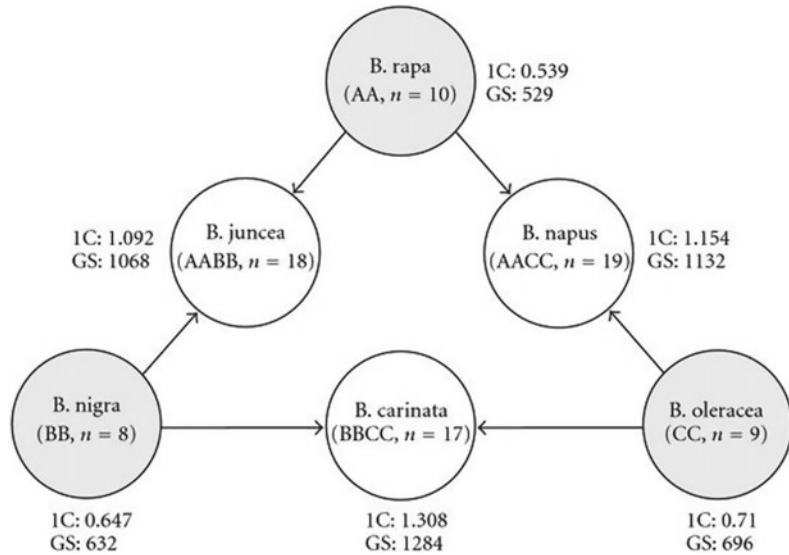 B. rapa
(AA, n = 10)
1C: 0.539
GS: 529
B. juncea
(AABB, n = 18)
1C: 1.092
GS: 1068
B. napus
(AACC, n = 19)
1C: 1.154
GS: 1132
B. nigra
(BB, n = 8)
1C: 0.647
GS: 632
B. carinata
(BBCC, n = 17)
1C: 1.308
GS: 1284
B. oleracea
(CC, n = 9)
1C: 0.71
GS: 696